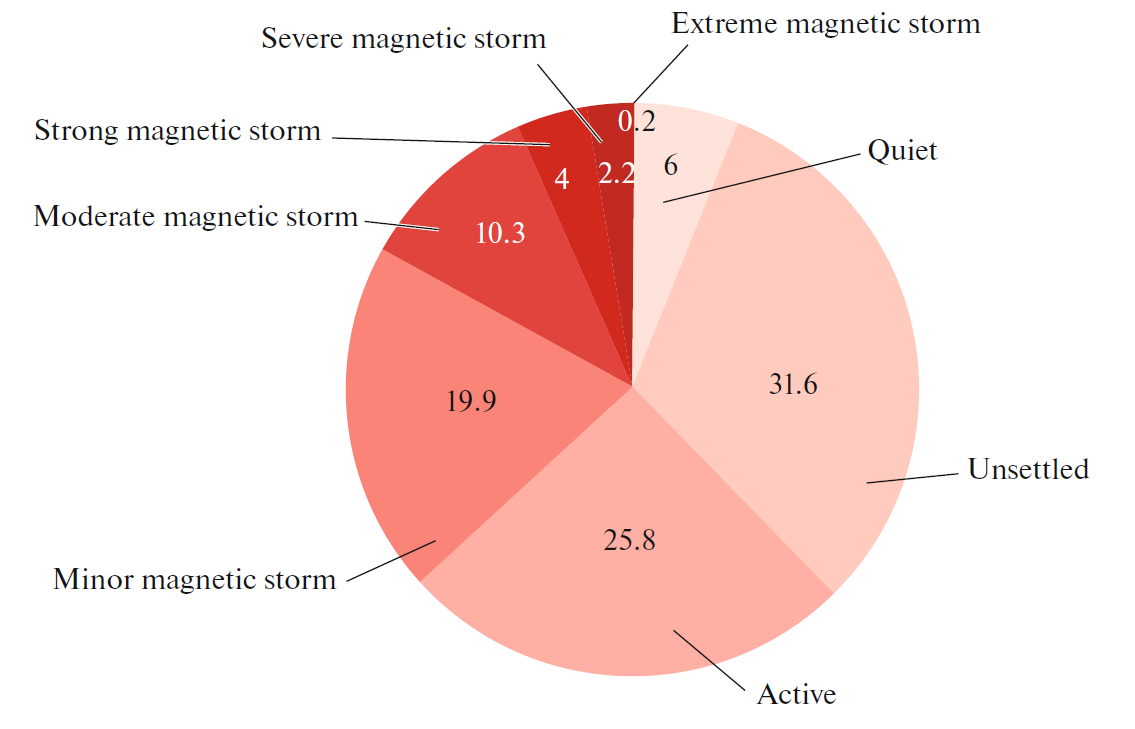 Extreme magnetic storm
Severe magnetic storm
Strong magnetic storm
0.2
Quiet
6
4
2.2
Moderate magnetic storm
10.3
31.6
19.9
Unsettled
25.8
Minor magnetic storm
Active